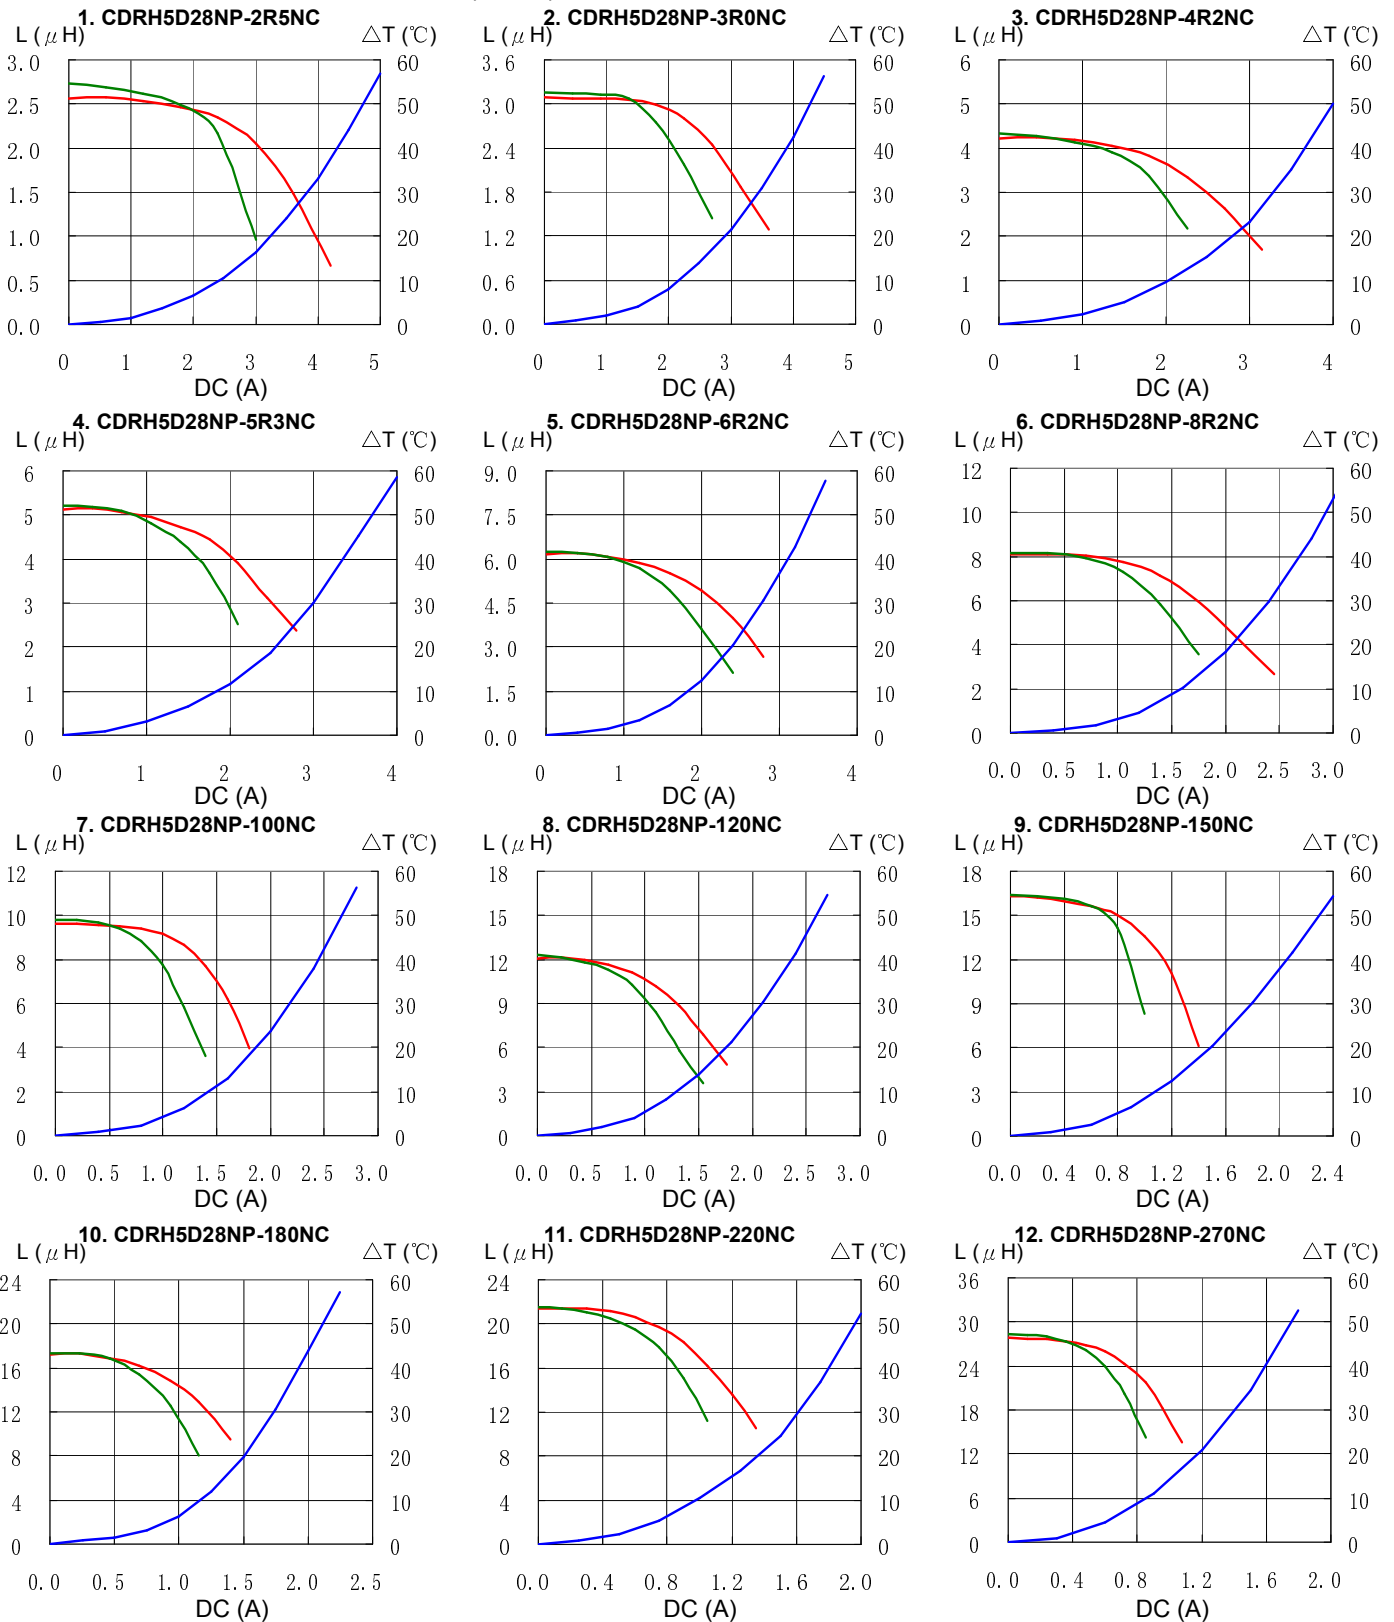 1. CDRH5D28NP-2R5NC
L (μH) △T (℃)
3.0 60
2.5 50
2.0 40
1.5 30
1.0 20
0.5 10
0.0 0
0 1 2 3 4 5
DC (A)
2. CDRH5D28NP-3R0NC
L (μH) △T (℃)
3.6 60
3.0 50
2.4 40
1.8 30
1.2 20
0.6 10
0.0 0
0 1 2 3 4 5
DC (A)
3. CDRH5D28NP-4R2NC
L (μH) △T (℃)
6 60
5 50
4 40
3 30
2 20
1 10
0 0
0 1 2 3 4
DC (A)
4. CDRH5D28NP-5R3NC
L (μH) △T (℃)
6 60
5 50
4 40
3 30
2 20
1 10
0 0
0 1 2 3 4
DC (A)
5. CDRH5D28NP-6R2NC
L (μH) △T (℃)
9.0 60
7.5 50
6.0 40
4.5 30
3.0 20
1.5 10
0.0 0
0 1 2 3 4
DC (A)
6. CDRH5D28NP-8R2NC
L (μH) △T (℃)
12 60
10 50
8 40
6 30
4 20
2 10
0 0
0.0 0.5 1.0 1.5 2.0 2.5 3.0
DC (A)
7. CDRH5D28NP-100NC
L (μH) △T (℃)
12 60
10 50
8 40
6 30
4 20
2 10
0 0
0.0 0.5 1.0 1.5 2.0 2.5 3.0
DC (A)
8. CDRH5D28NP-120NC
L (μH) △T (℃)
18 60
15 50
12 40
9 30
6 20
3 10
0 0
0.0 0.5 1.0 1.5 2.0 2.5 3.0
DC (A)
9. CDRH5D28NP-150NC
L (μH) △T (℃)
18 60
15 50
12 40
9 30
6 20
3 10
0 0
0.0 0.4 0.8 1.2 1.6 2.0 2.4
DC (A)
10. CDRH5D28NP-180NC
L (μH) △T (℃)
24 60
20 50
16 40
12 30
8 20
4 10
0 0
0.0 0.5 1.0 1.5 2.0 2.5
DC (A)
11. CDRH5D28NP-220NC
L (μH) △T (℃)
24 60
20 50
16 40
12 30
8 20
4 10
0 0
0.0 0.4 0.8 1.2 1.6 2.0
DC (A)
12. CDRH5D28NP-270NC
L (μH) △T (℃)
36 60
30 50
24 40
18 30
12 20
6 10
0 0
0.0 0.4 0.8 1.2 1.6 2.0
DC (A)